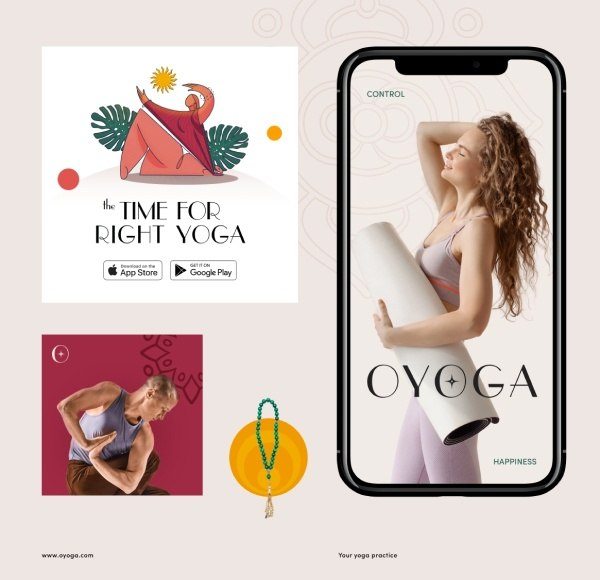 the TIME FOR
RIGHT YOGA
Download on the
App Store
GET IT ON
Google Play
CONTROL
OYOGA
HAPPINESS
www.oyoga.com
Your yoga practice